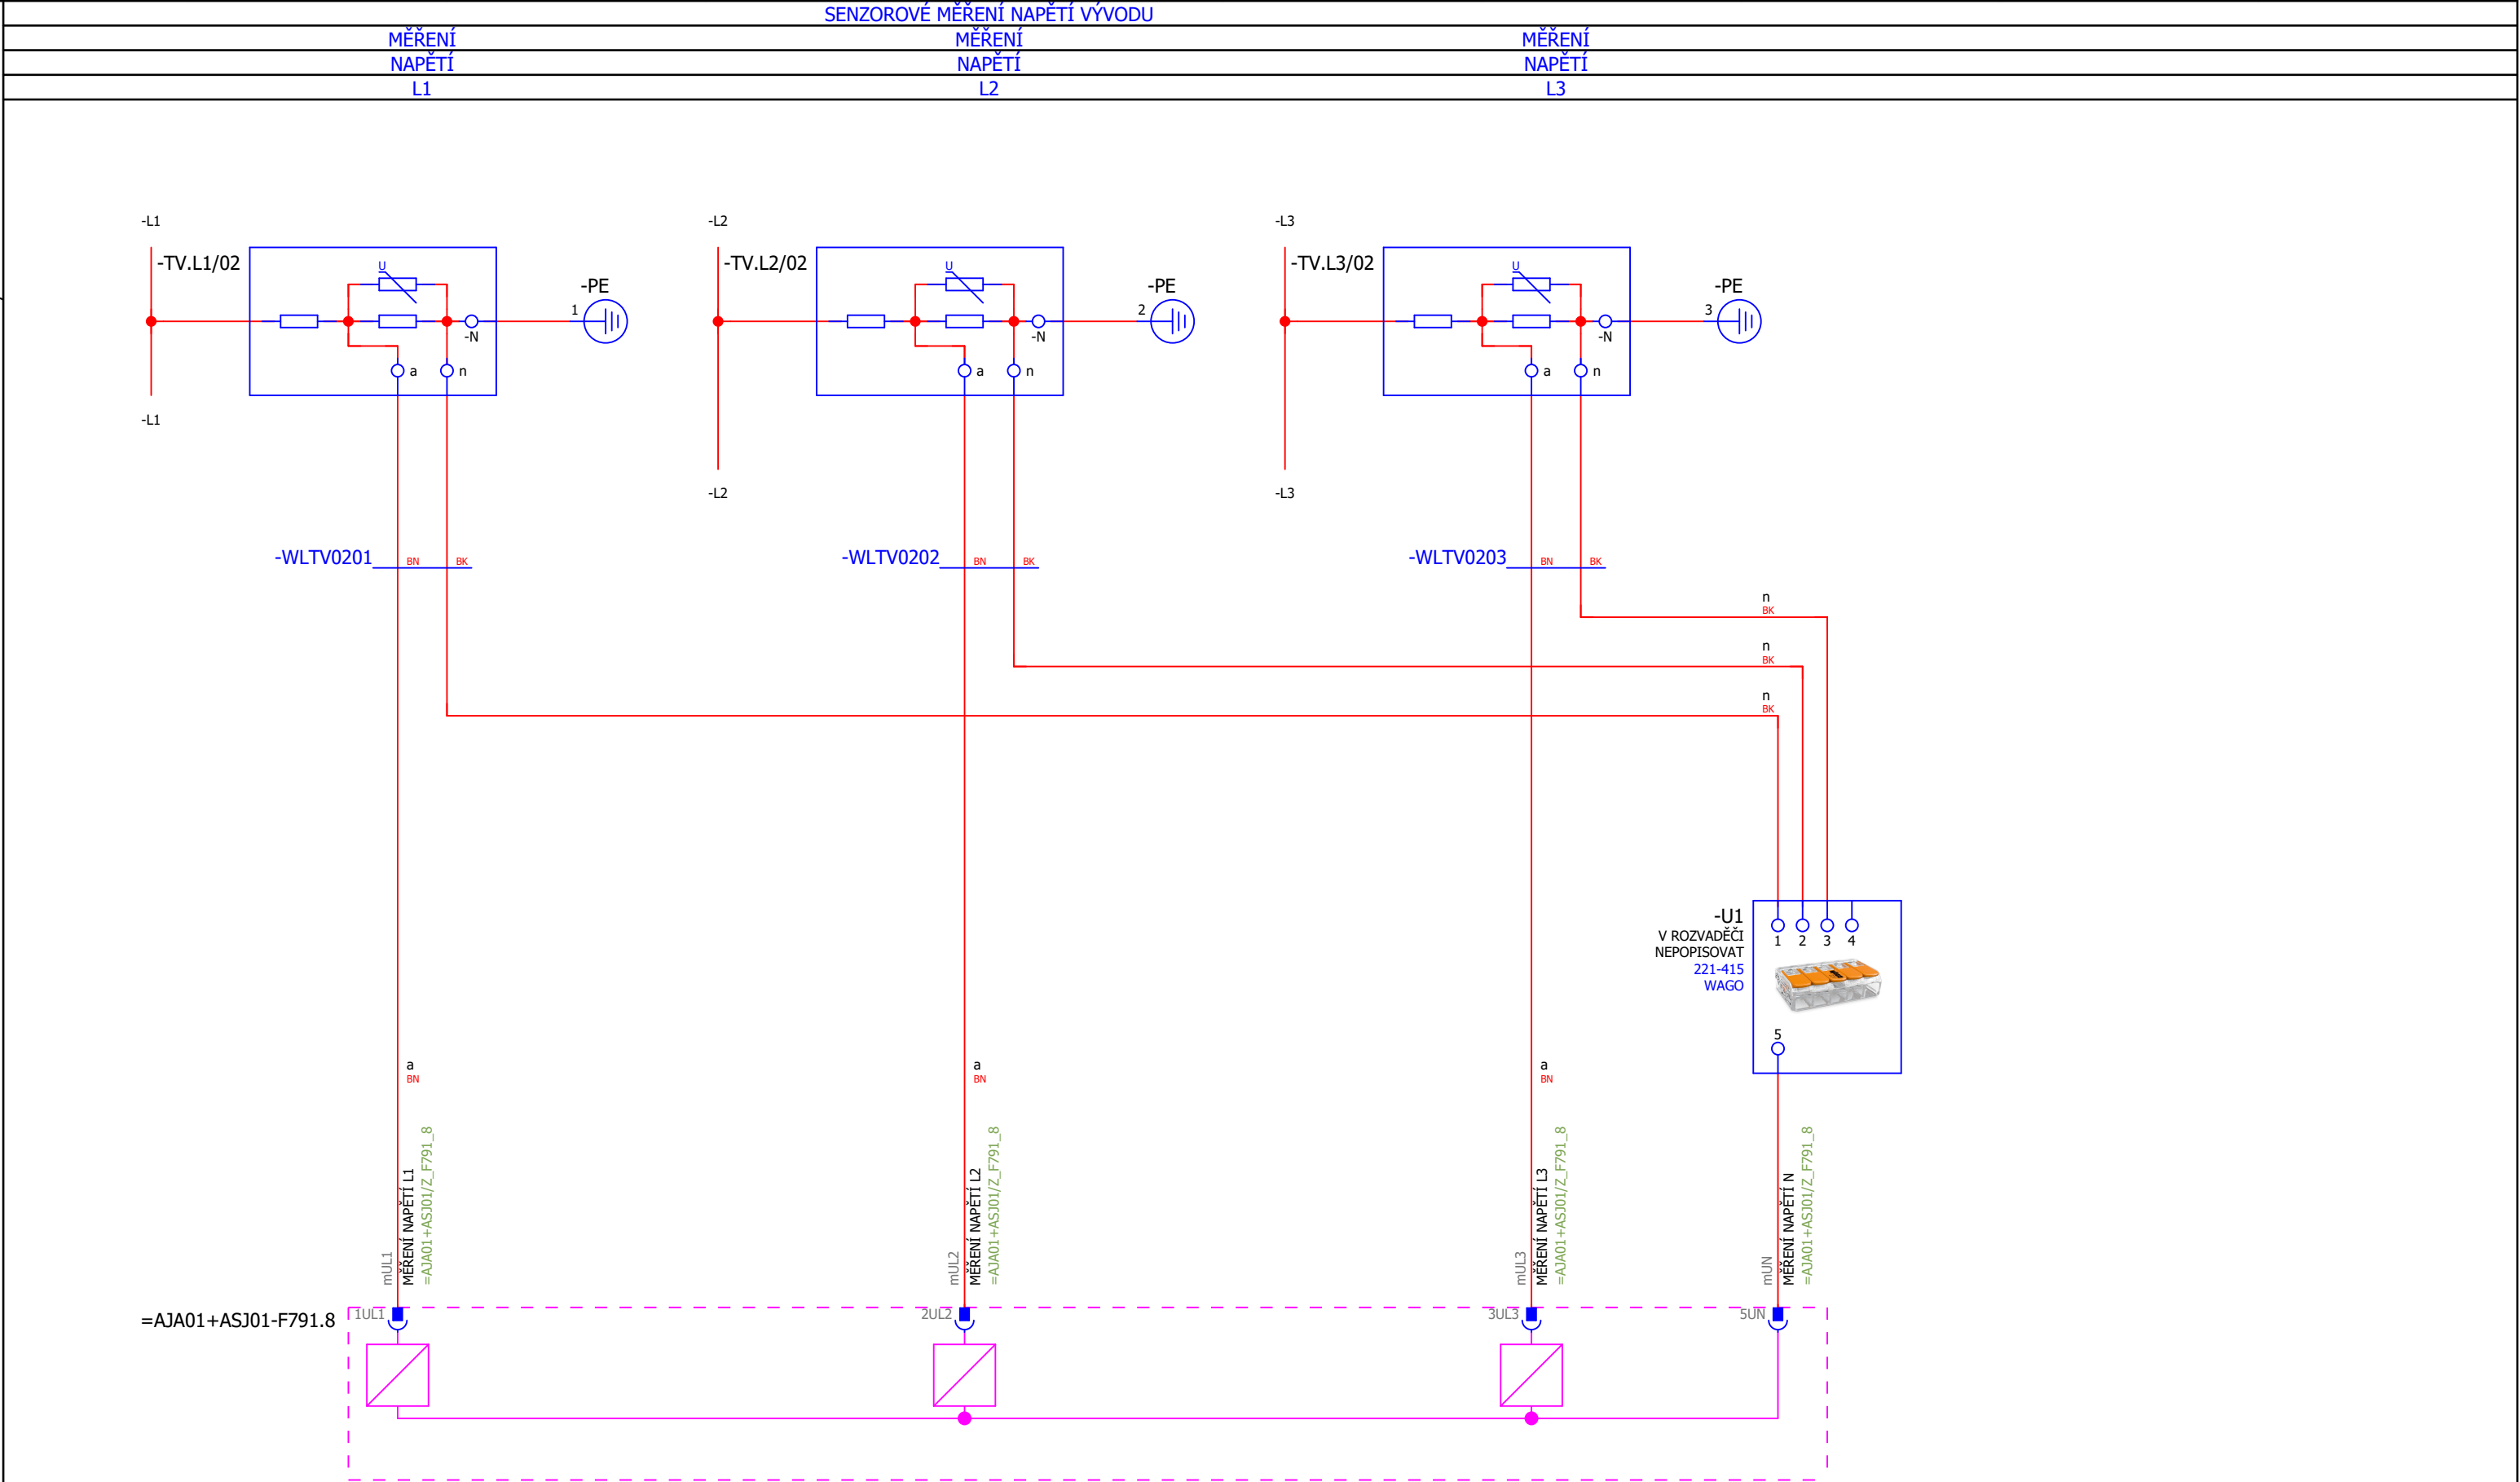 SENZOROVÉ MĚŘENÍ NAPĚTÍ VÝVODU
MĚŘENÍ MĚŘENÍ MĚŘENÍ
NAPĚTÍ NAPĚTÍ NAPĚTÍ
L1 L2 L3
-L1 -L2 -L3
-TV.L1/02 U -PE 1 -N a n
-TV.L2/02 U -PE 2 -N a n
-TV.L3/02 U -PE 3 -N a n
-L1
-L2 -L3
-WLTV0201 BN BK
-WLTV0202 BN BK
-WLTV0203 BN BK
n
BK
n
BK
n
BK
-U1
V ROZVADĚČI
NEPOPISOVAT
221-415
WAGO
1 2 3 4
5
a a a
BN BN BN
mUL1
MĚŘENÍ NAPĚTÍ L1
=AJA01+ASJ01/Z_F791_8
mUL2
MĚŘENÍ NAPĚTÍ L2
=AJA01+ASJ01/Z_F791_8
mUL3
MĚŘENÍ NAPĚTÍ L3
=AJA01+ASJ01/Z_F791_8
mUN
MĚŘENÍ NAPĚTÍ N
=AJA01+ASJ01/Z_F791_8
=AJA01+ASJ01-F791.8 1UL1 2UL2 3UL3 5UN